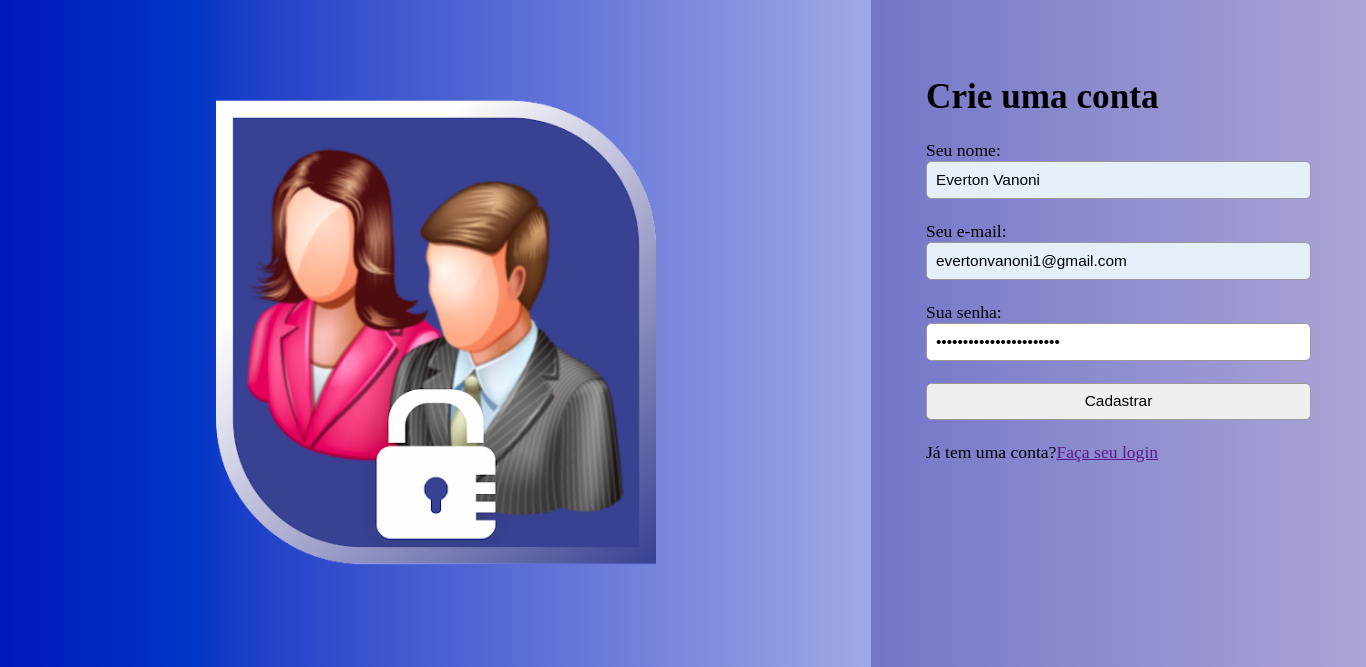 Crie uma conta
Seu nome:
Everton Vanoni
Seu e-mail:
evertonvanoni1@gmail.com
Sua senha:
•••••••••••••••••••••••
Cadastrar
Já tem uma conta?Faça seu login